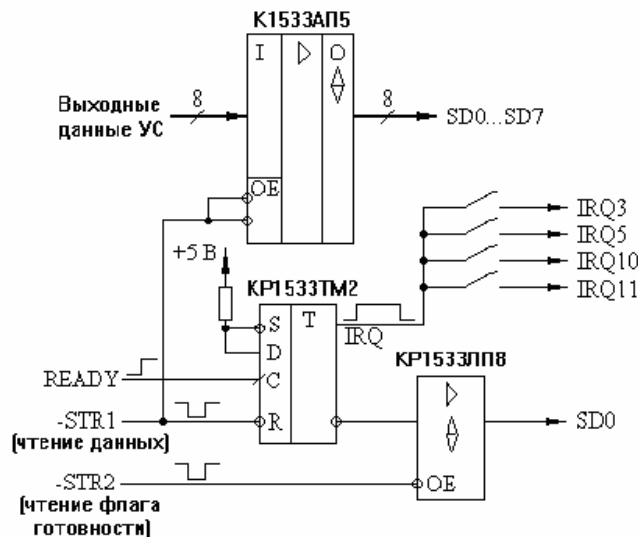 К1533АП5
I
O
8
8
Выходные
данные УС
SD0...SD7
OE
IRQ3
+5 В
IRQ5
КР1533ТМ2
IRQ10
IRQ11
S
T
IRQ
D
КР1533ЛП8
READY
C
-STR1
R
SD0
(чтение данных)
-STR2
OE
(чтение флага
готовности)